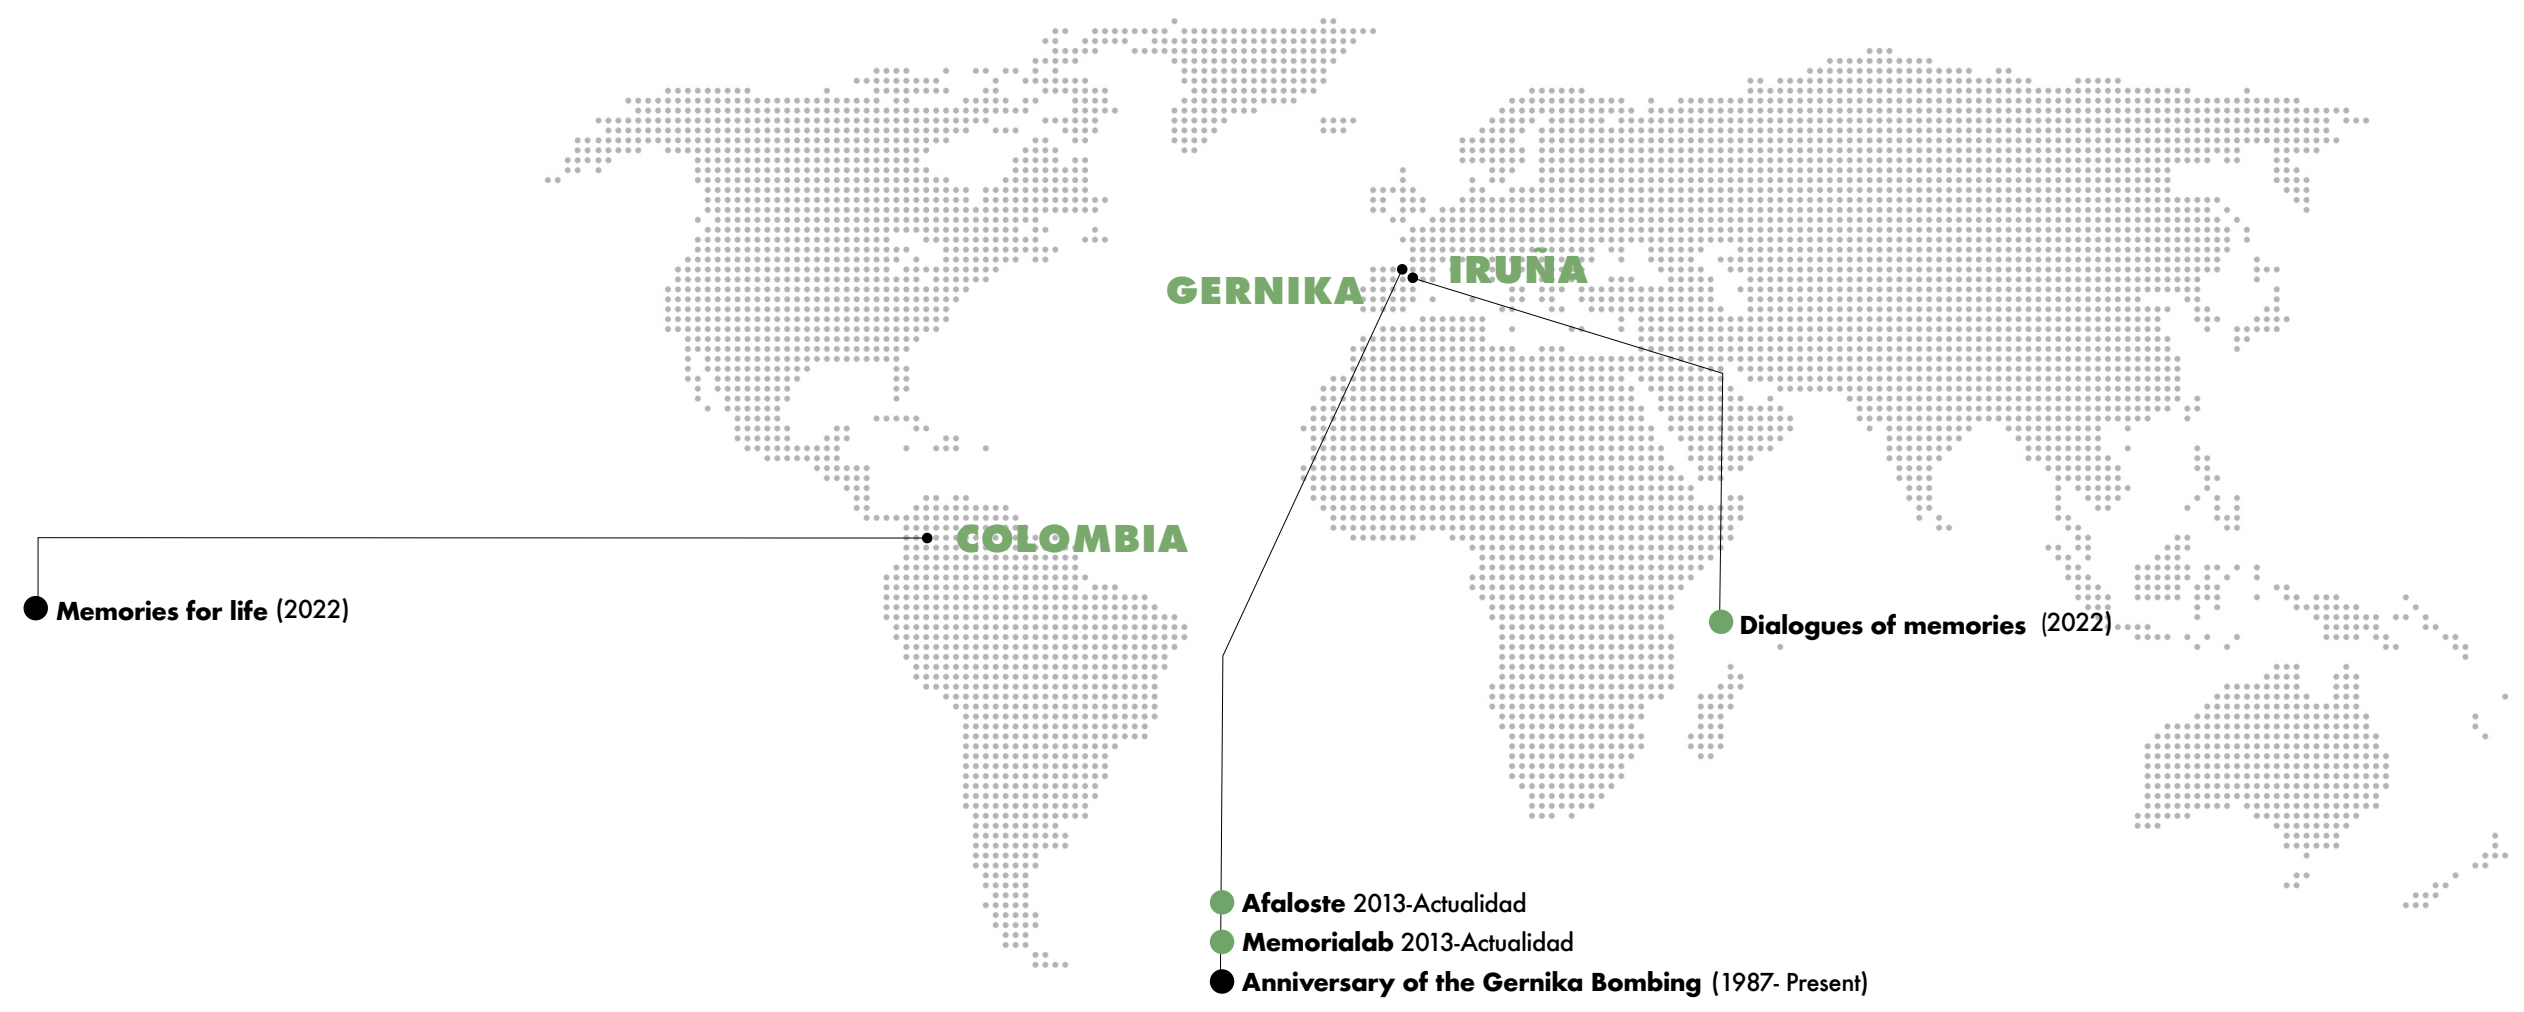 IRUÑA
GERNIKA
COLOMBIA
Memories for life (2022)
Dialogues of memories (2022)
Afaloste 2013-Actualidad
Memorialab 2013-Actualidad
Anniversary of the Gernika Bombing (1987- Present)